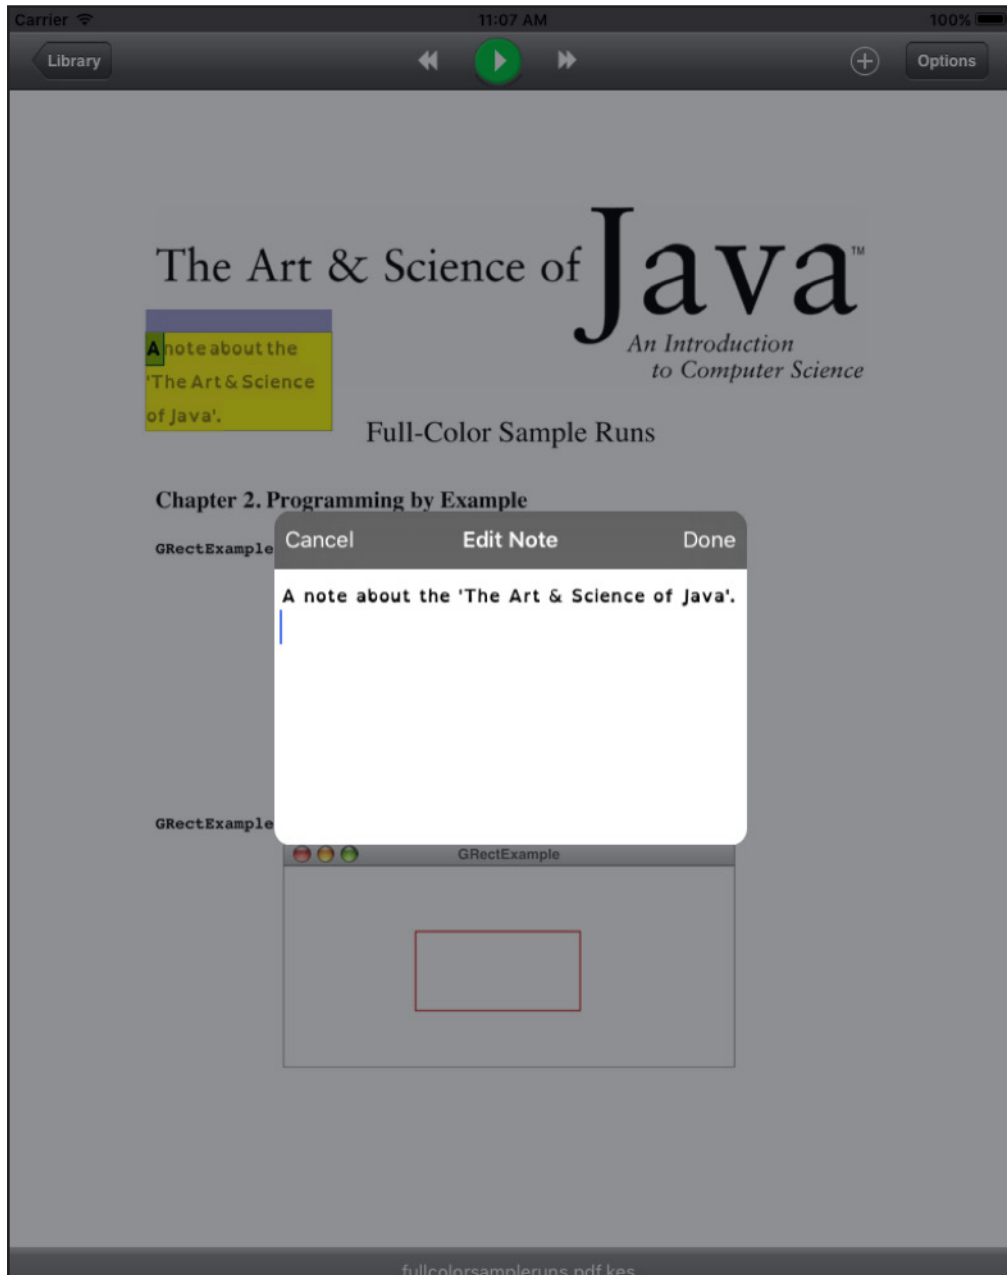 Carrier 11:07 AM 100%
Library Options
The Art & Science of Java™
An Introduction
to Computer Science
A note about the
'The Art & Science
of Java'.
Full-Color Sample Runs
Chapter 2. Programming by Example
GRectExample
Cancel Edit Note Done
A note about the 'The Art & Science of Java'.
GRectExample
GRectExample
fullcolorsampleruns.pdf.kes